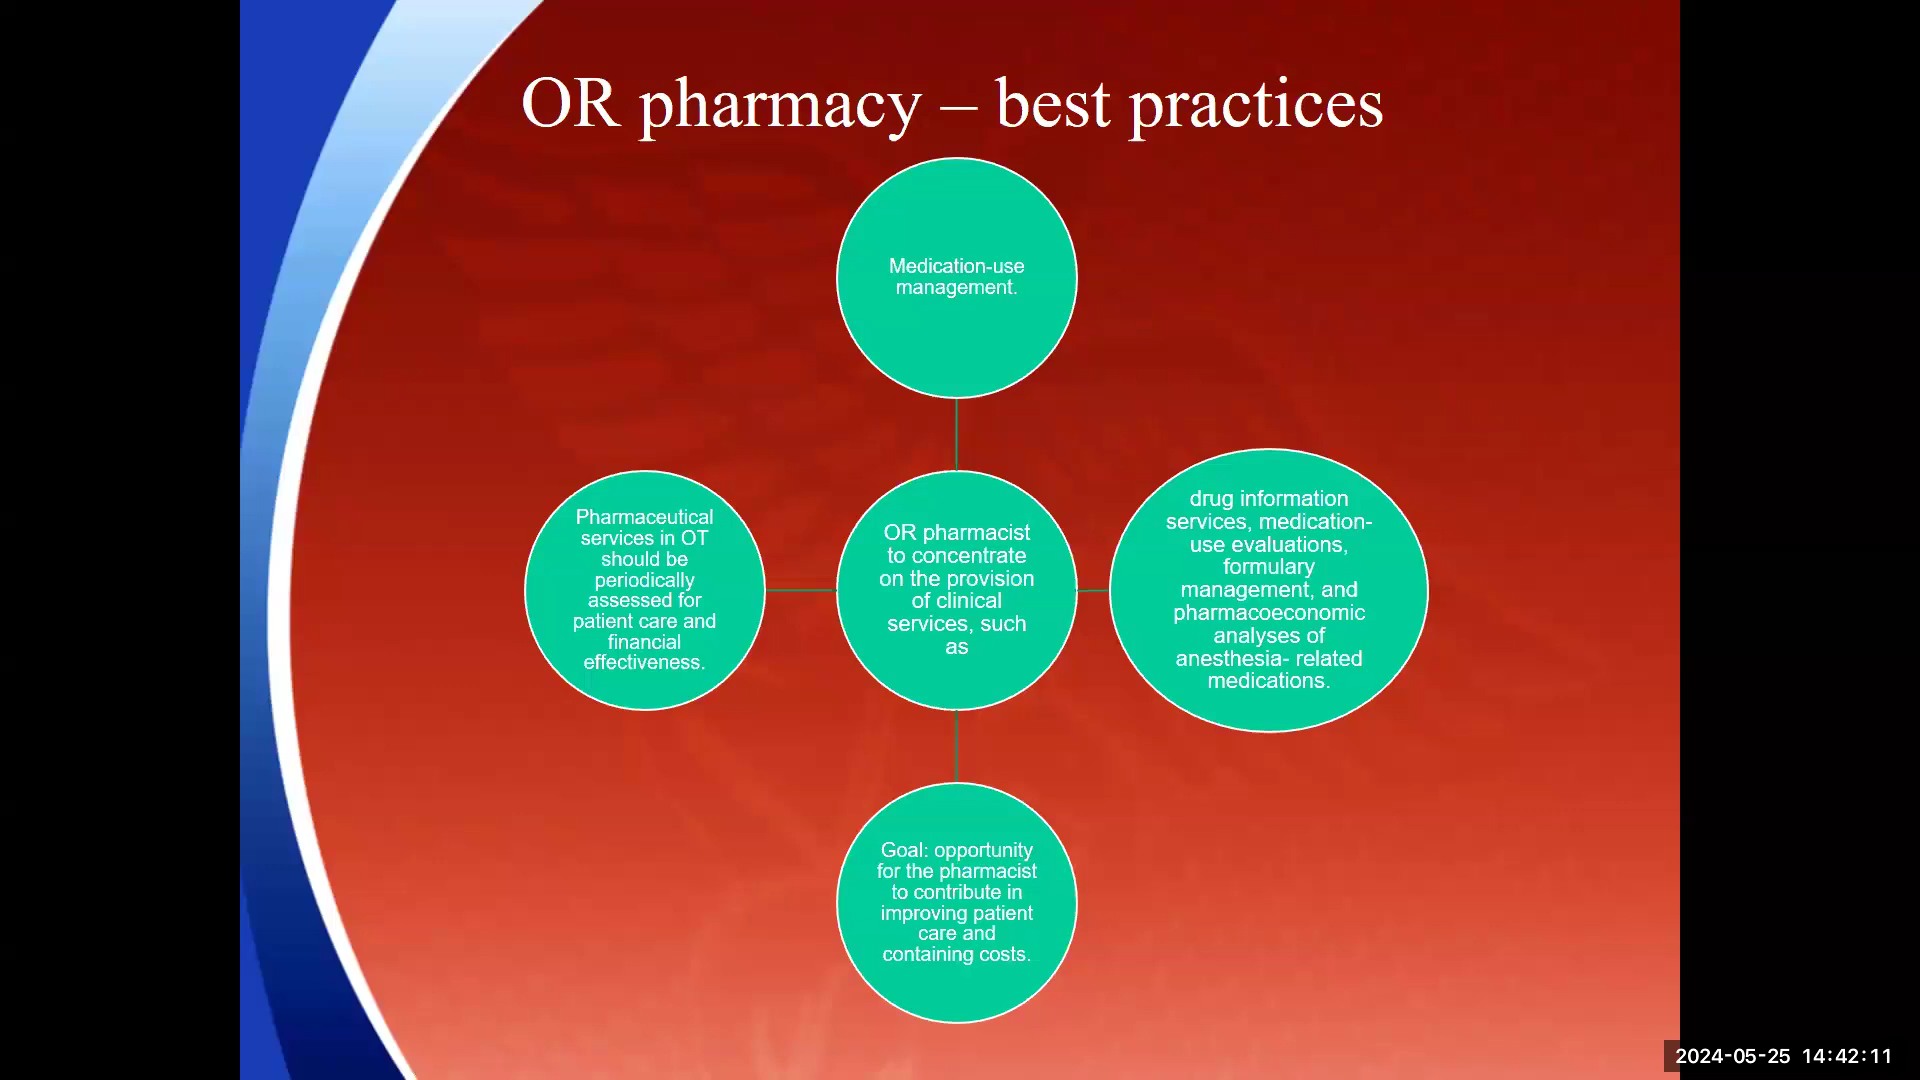 OR pharmacy – best practices
Medication-use
management.
Pharmaceutical
services in OT
should be
periodically
assessed for
patient care and
financial
effectiveness.
OR pharmacist
to concentrate
on the provision
of clinical
services, such
as
drug information
services, medication-
use evaluations,
formulary
management, and
pharmacoeconomic
analyses of
anesthesia- related
medications.
Goal: opportunity
for the pharmacist
to contribute in
improving patient
care and
containing costs.
2024-05-25 14:42:11